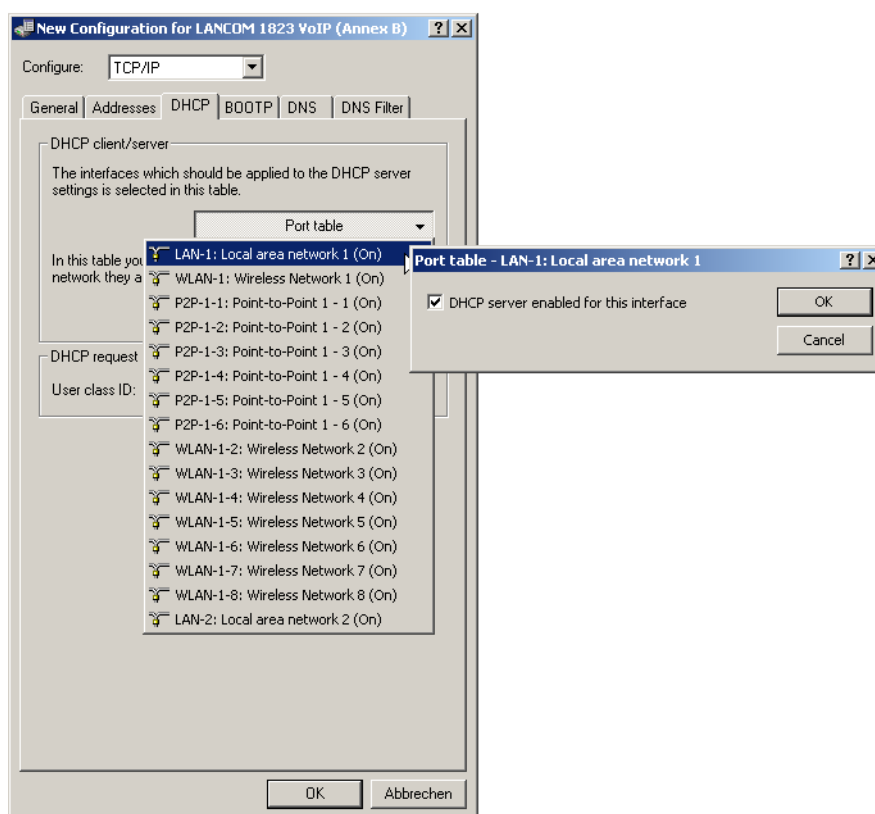 New Configuration for LANCOM 1823 VoIP (Annex B)
Configure: TCP/IP
General Addresses DHCP BOOTP DNS DNS Filter
DHCP client/server
The interfaces which should be applied to the DHCP server
settings is selected in this table.
Port table
In this table you
network they a
LAN-1: Local area network 1 (On)
WLAN-1: Wireless Network 1 (On)
P2P-1-1: Point-to-Point 1 - 1 (On)
P2P-1-2: Point-to-Point 1 - 2 (On)
P2P-1-3: Point-to-Point 1 - 3 (On)
P2P-1-4: Point-to-Point 1 - 4 (On)
P2P-1-5: Point-to-Point 1 - 5 (On)
P2P-1-6: Point-to-Point 1 - 6 (On)
WLAN-1-2: Wireless Network 2 (On)
WLAN-1-3: Wireless Network 3 (On)
WLAN-1-4: Wireless Network 4 (On)
WLAN-1-5: Wireless Network 5 (On)
WLAN-1-6: Wireless Network 6 (On)
WLAN-1-7: Wireless Network 7 (On)
WLAN-1-8: Wireless Network 8 (On)
LAN-2: Local area network 2 (On)
DHCP request
User class ID:
Port table - LAN-1: Local area network 1
DHCP server enabled for this interface
OK
Cancel
OK
Abbrechen